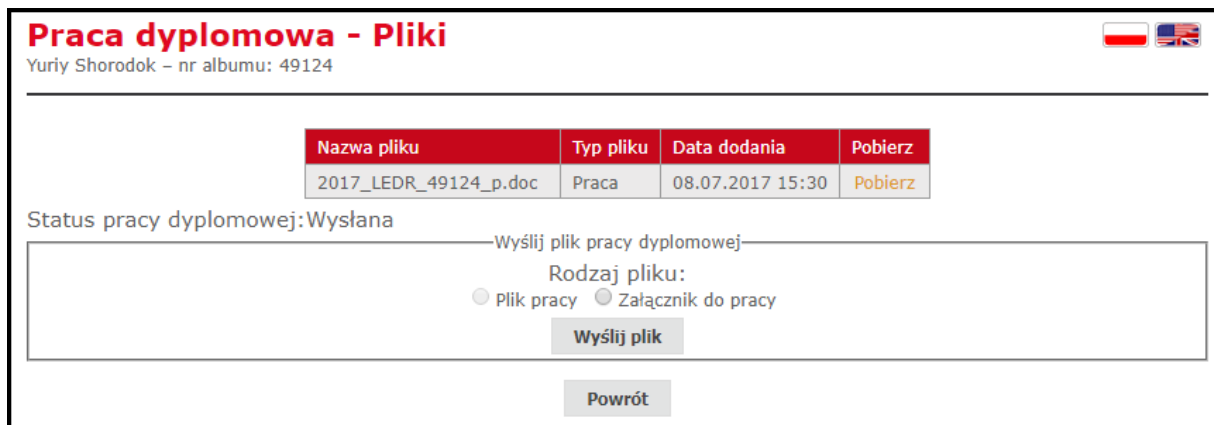 Praca dyplomowa - Pliki
Yuriy Shorodok – nr albumu: 49124
Nazwa pliku Typ pliku Data dodania Pobierz
2017_LEDR_49124_p.doc Praca 08.07.2017 15:30 Pobierz
Status pracy dyplomowej:Wysłana
Wyślij plik pracy dyplomowej
Rodzaj pliku:
Plik pracy Załącznik do pracy
Wyślij plik
Powrót